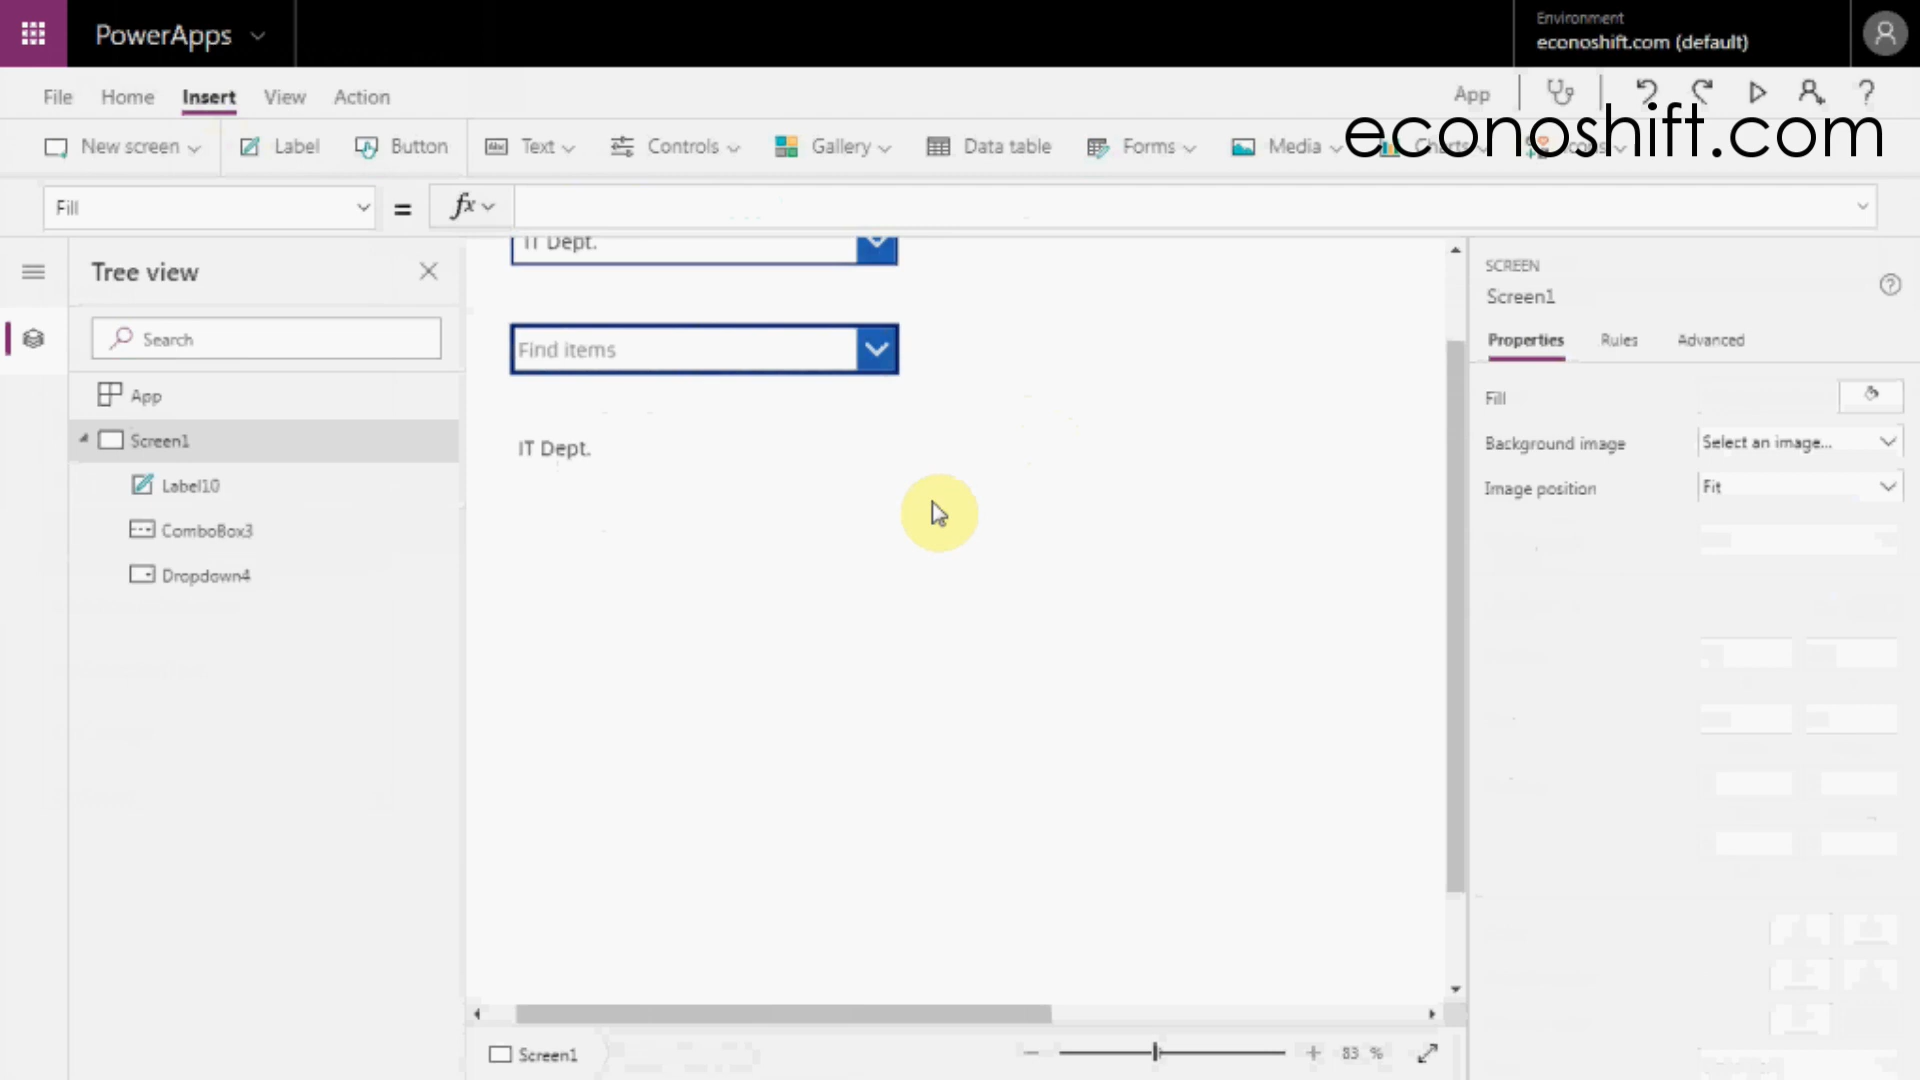 PowerApps
Environment
econoshift.com (default)
File Home Insert View Action
App
econoshift.com
New screen Label Button Text Controls Gallery Data table Forms Media Charts
Fill = fx
Tree view
Search
App
Screen1
Label10
ComboBox3
Dropdown4
IT Dept.
Find items
IT Dept.
SCREEN
Screen1
Properties Rules Advanced
Fill
Background image Select an image...
Image position Fit
Screen1
83 %